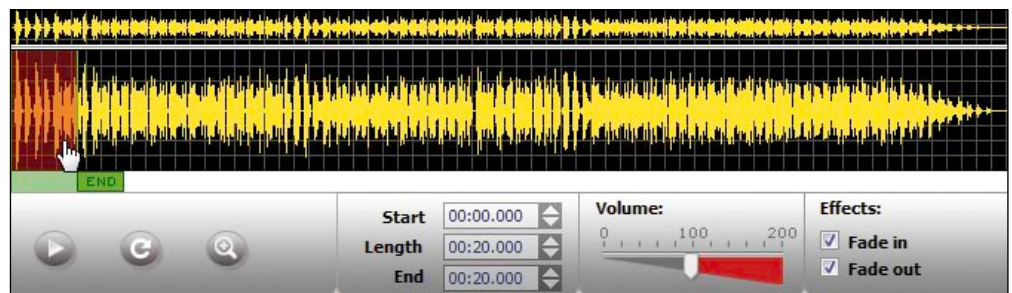 END
Start 00:00.000
Length 00:20.000
End 00:20.000
Volume:
0 100 200
Effects:
Fade in
Fade out